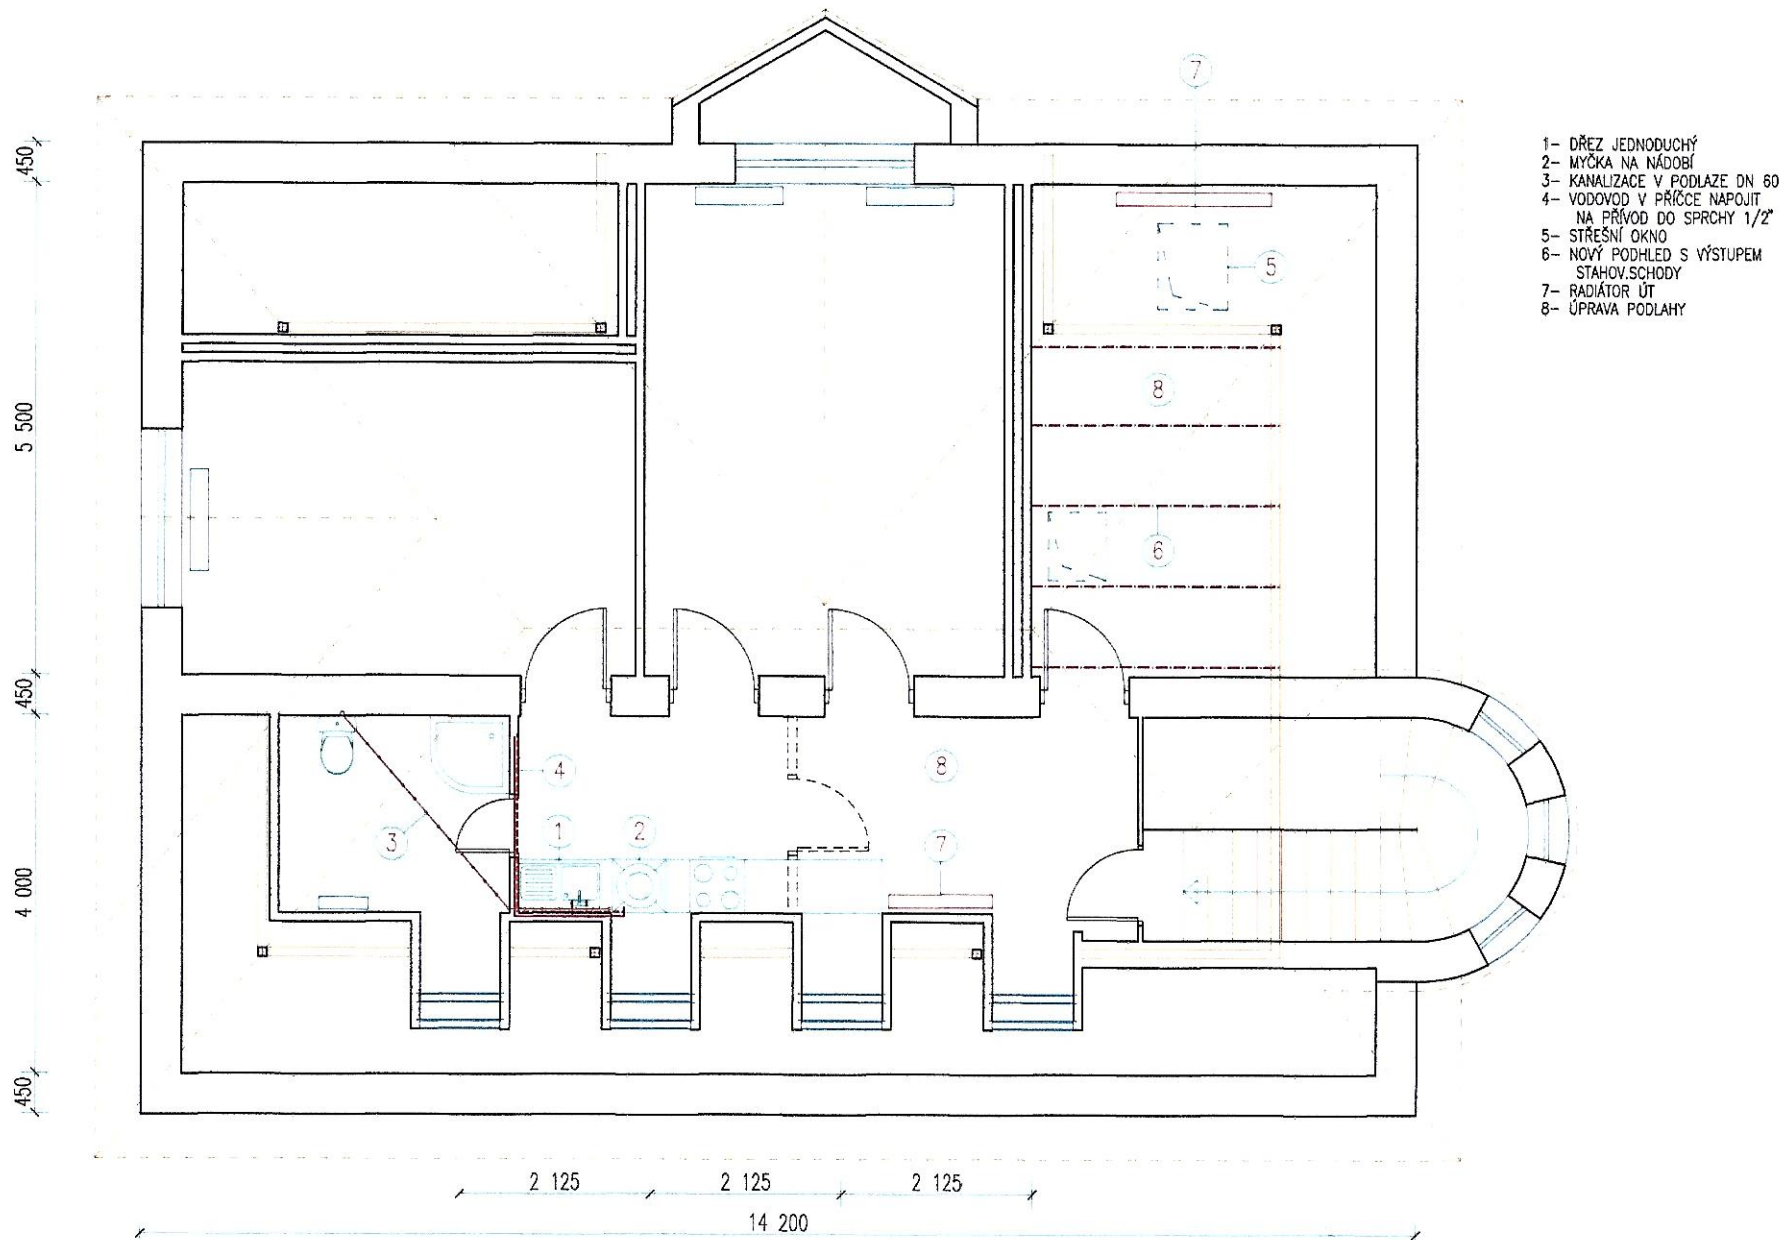 7
1- DŘEZ JEDNODUCHÝ
2- MYČKA NA NÁDOBÍ
3- KANALIZACE V PODLAZE DN 60
4- VODOVOD V PŘÍČCE NAPOJIT
NA PŘÍVOD DO SPRCHY 1/2"
5- STŘEŠNÍ OKNO
6- NOVÝ PODHLED S VÝSTUPEM
STAHOV.SCHODY
7- RADIÁTOR ÚT
8- ÚPRAVA PODLAHY
450
5
8
5 500
6
450
4
8
3
1
2
7
4 000
450
2 125
2 125
2 125
14 200